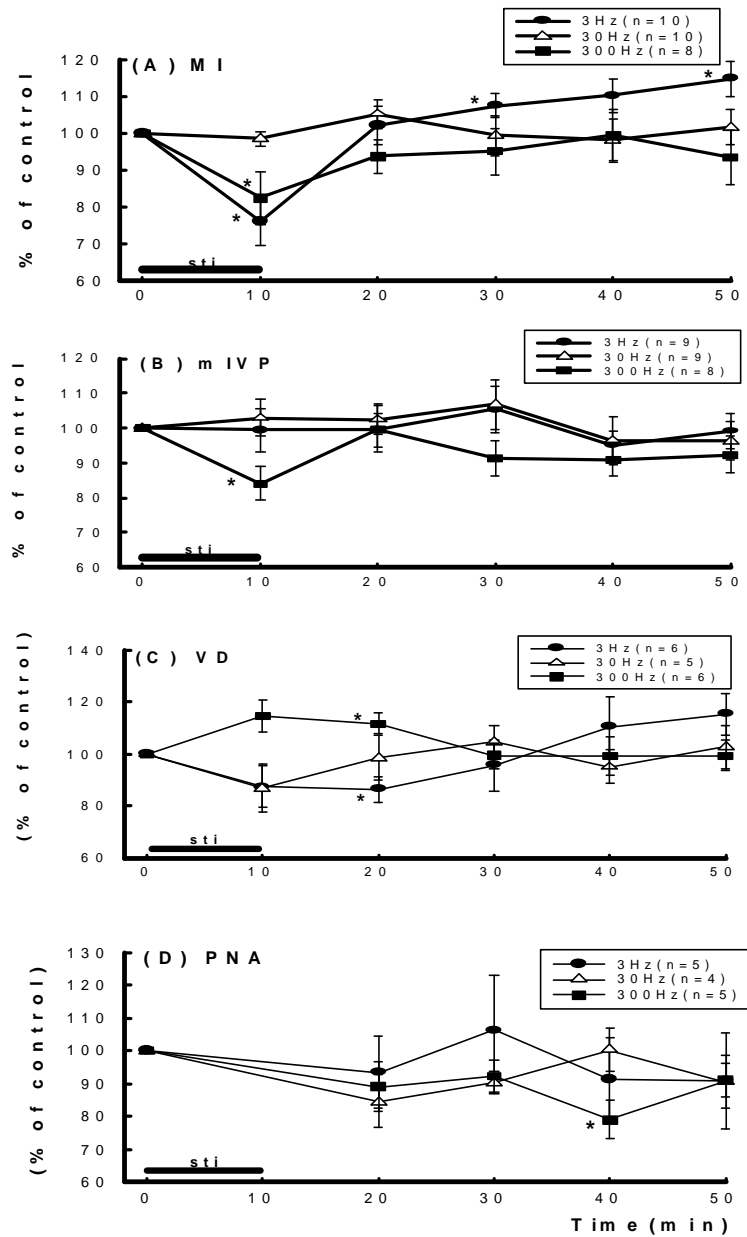 3Hz(n=10)
30Hz(n=10)
300Hz(n=8)
(A) MI
% of control
120
110
100
90
80
70
60
*
*
*
*
sti
0 10 20 30 40 50
3Hz(n=9)
30Hz(n=9)
300Hz(n=8)
(B) mIVP
% of control
120
110
100
90
80
70
60
*
sti
0 10 20 30 40 50
3Hz(n=6)
30Hz(n=5)
300Hz(n=6)
(C) VD
(% of control)
140
120
100
80
60
*
*
sti
0 10 20 30 40 50
3Hz(n=5)
30Hz(n=4)
300Hz(n=5)
(D) PNA
(% of control)
130
120
110
100
90
80
70
60
*
sti
0 10 20 30 40 50
Time(min)